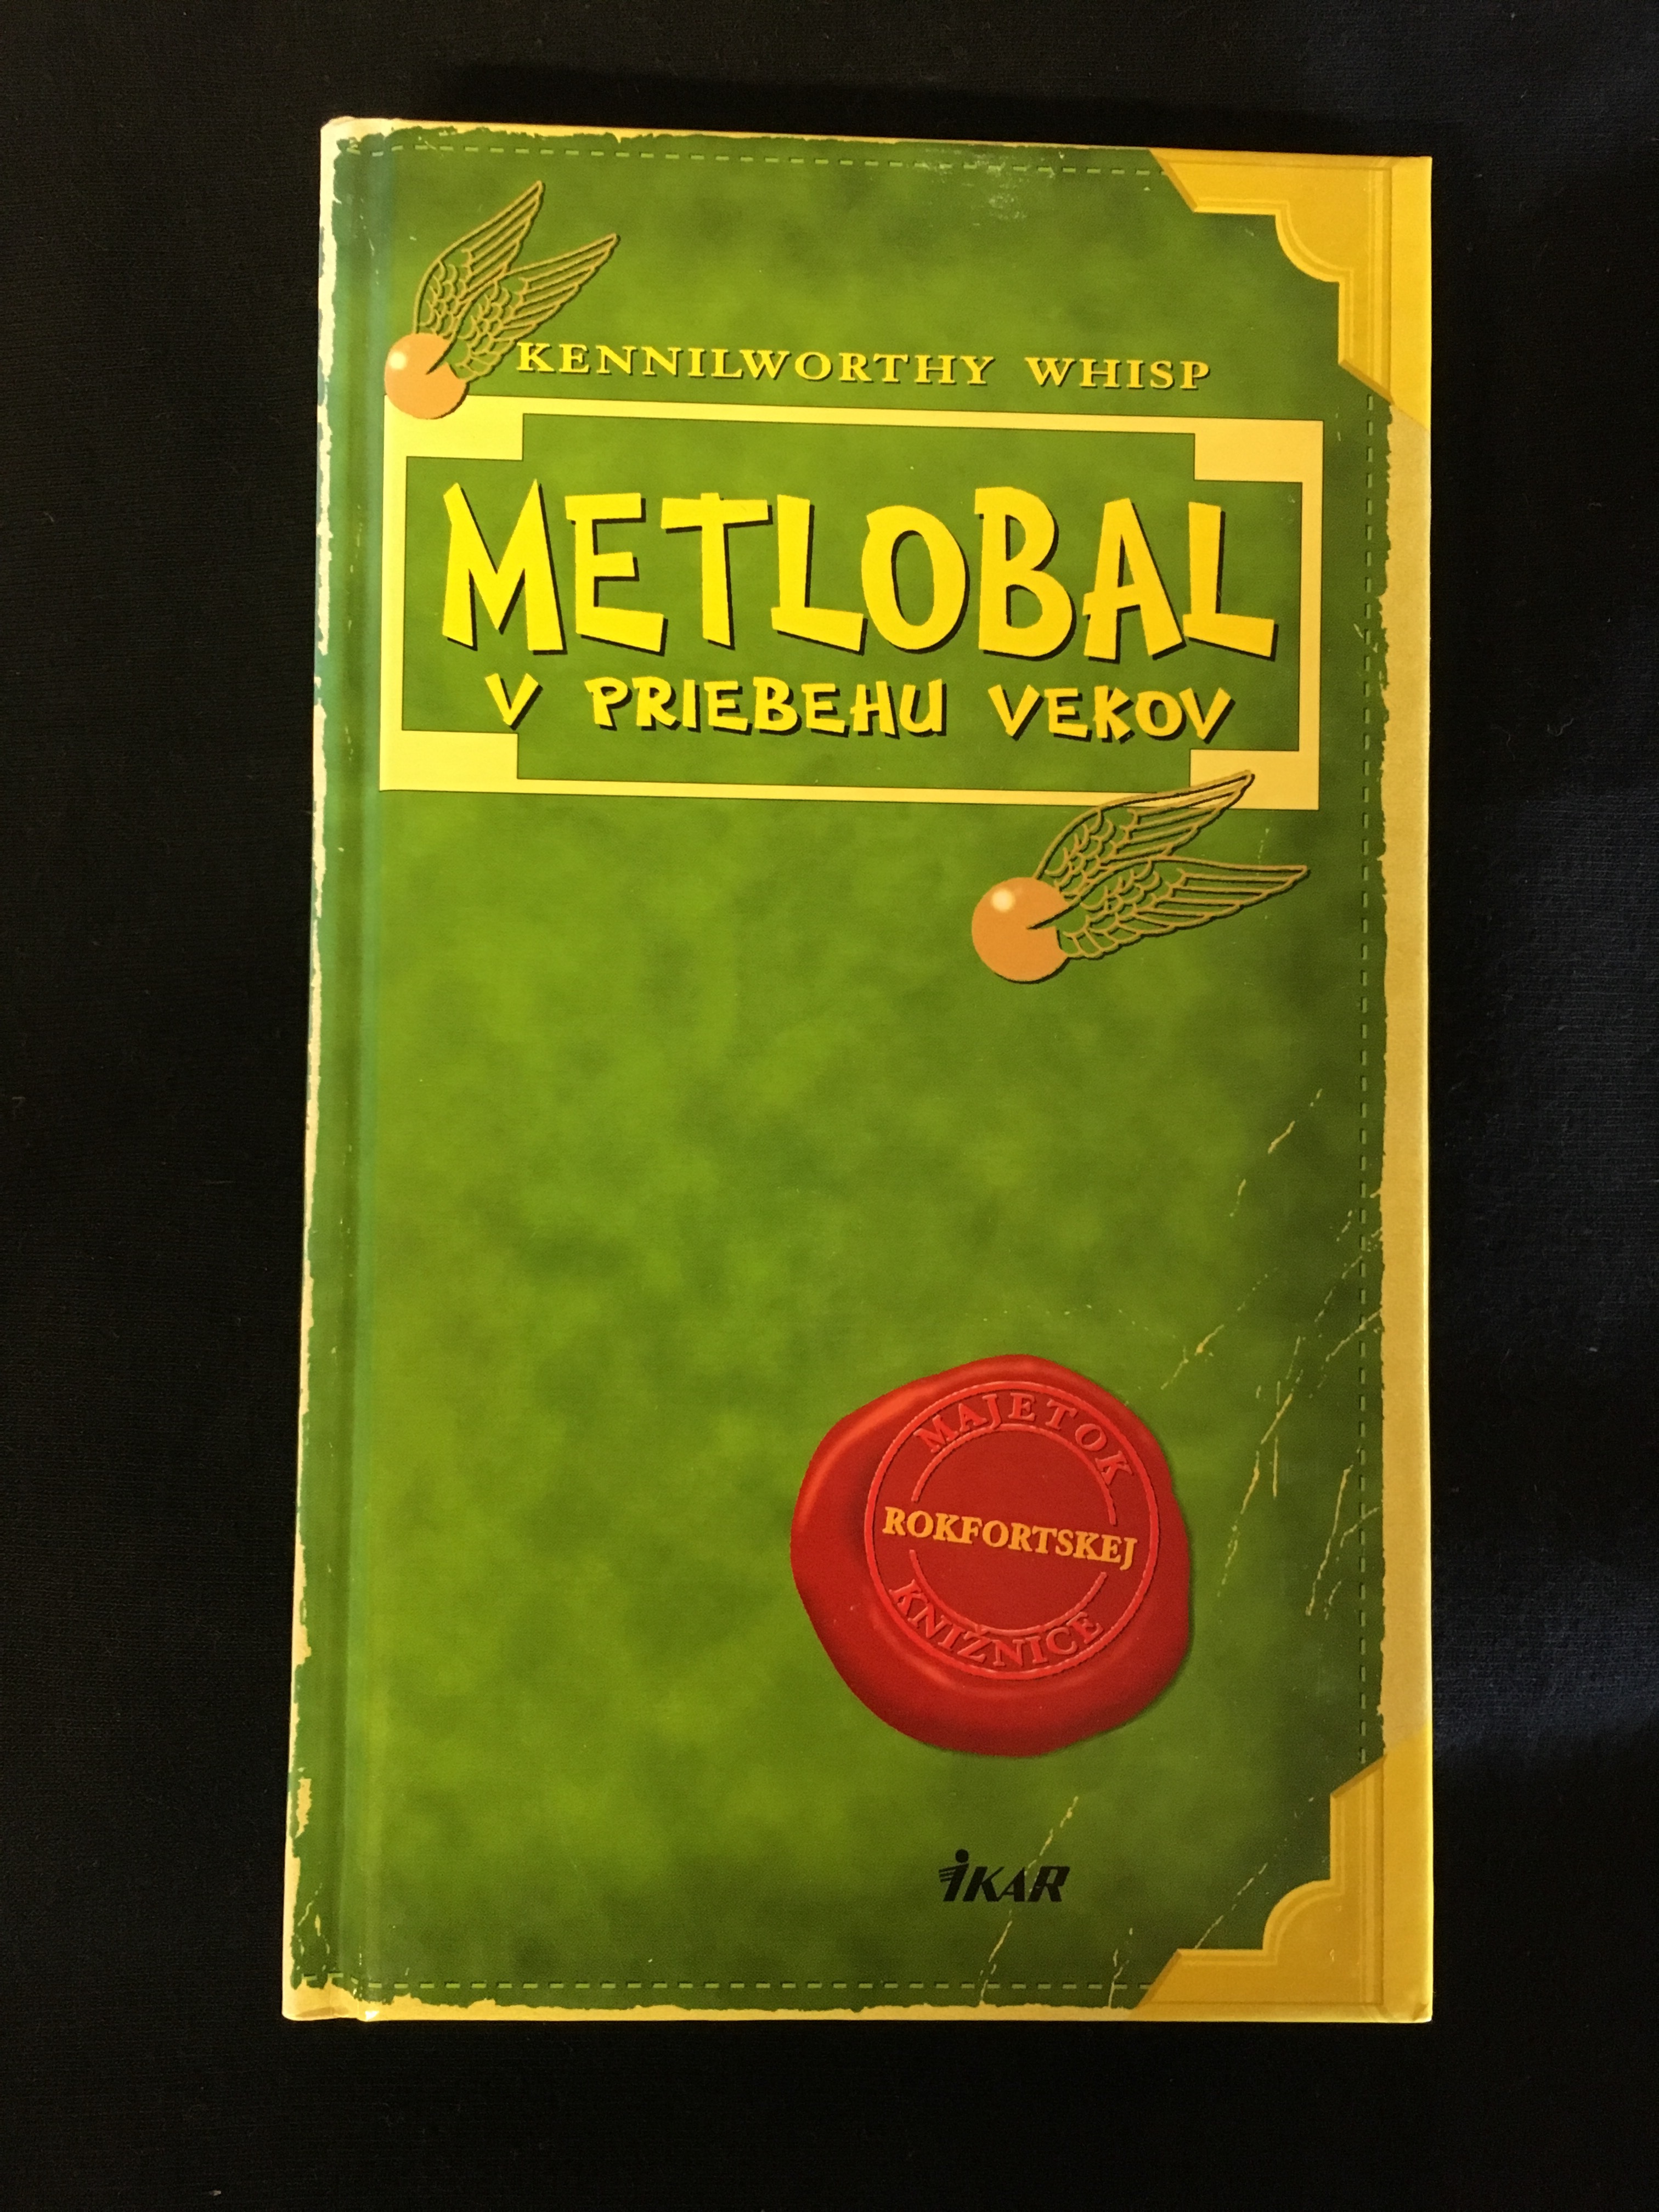 KENNILWORTHY WHISP
METLOBAL
V PRIEBEHU VEKOV
MAJETOK
ROKFORTSKEJ
KNIŽNICE
IKAR